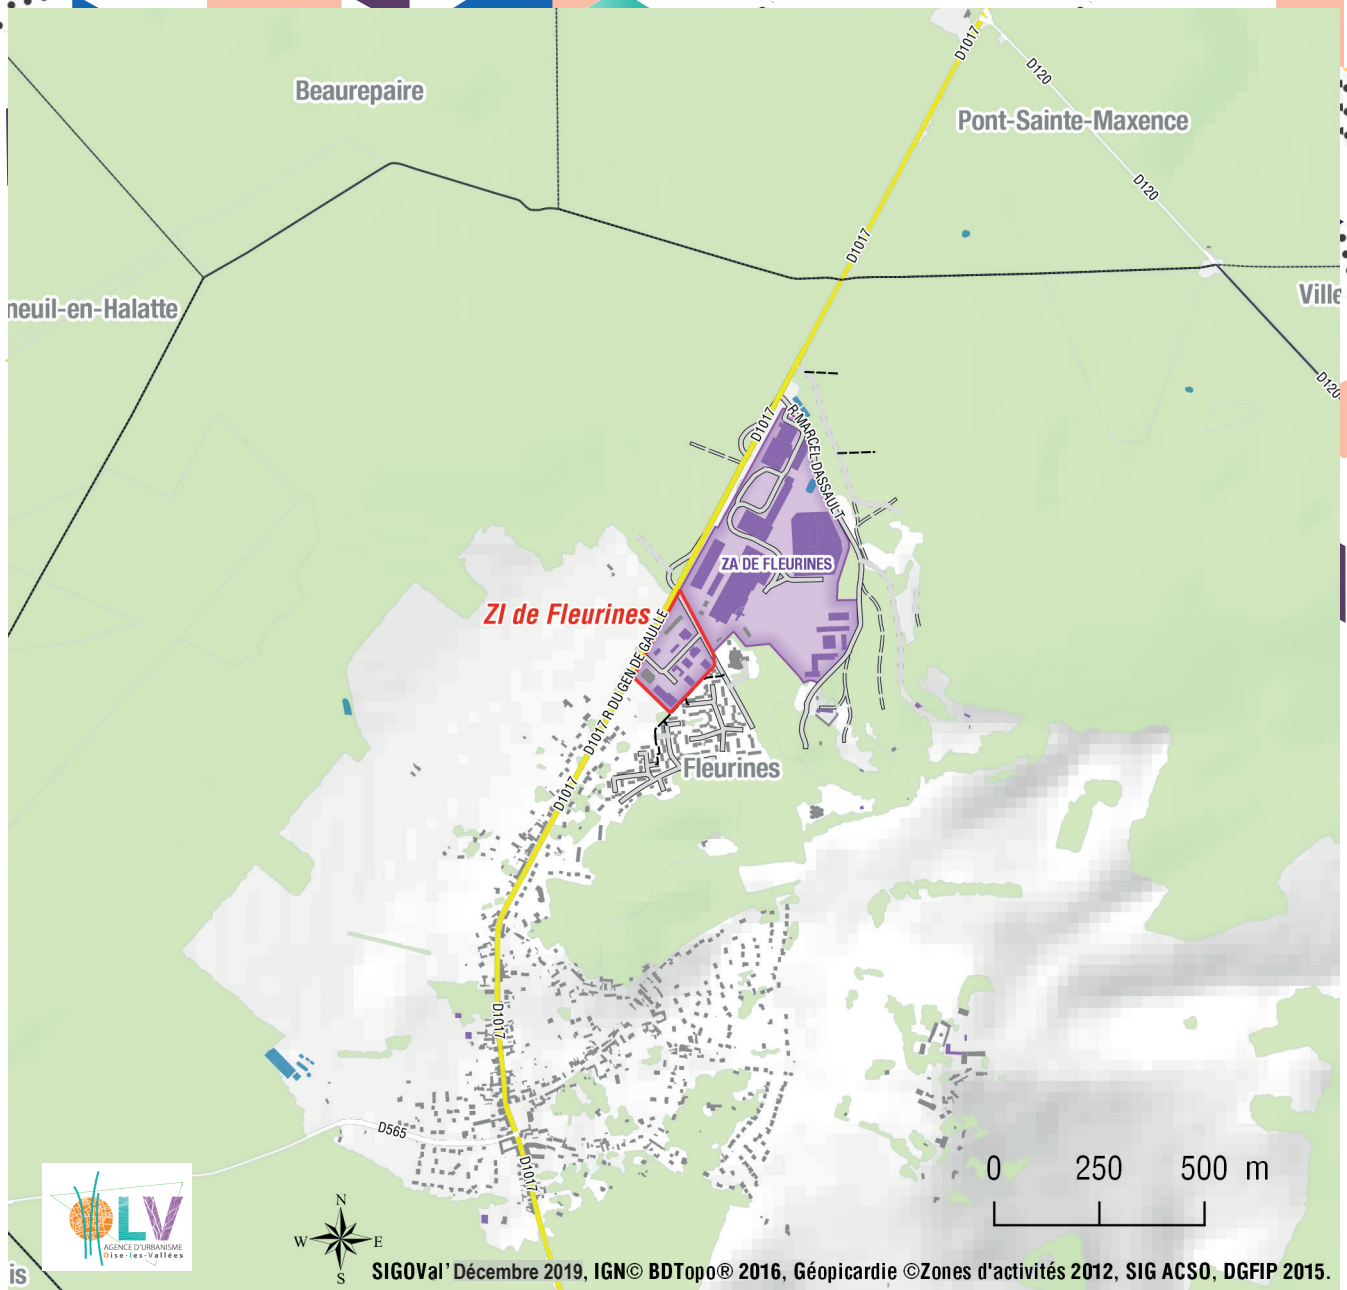 D1017
D120
Beaurepaire
Pont-Sainte-Maxence
D120
D1017
neuil-en-Halatte
Ville
D120
D1017
R MARCEL-DASSAULT
ZA DE FLEURINES
ZI de Fleurines
D1017 R DU GEN DE GAULLE
Fleurines
D1017
D1017
D565
D1017
0 250 500 m
OLV
AGENCE D'URBANISME
Oise-les-Vallées
N
W E
S
is
SIGOVal' Décembre 2019, IGN© BDTopo® 2016, Géopicardie ©Zones d'activités 2012, SIG ACSO, DGFIP 2015.